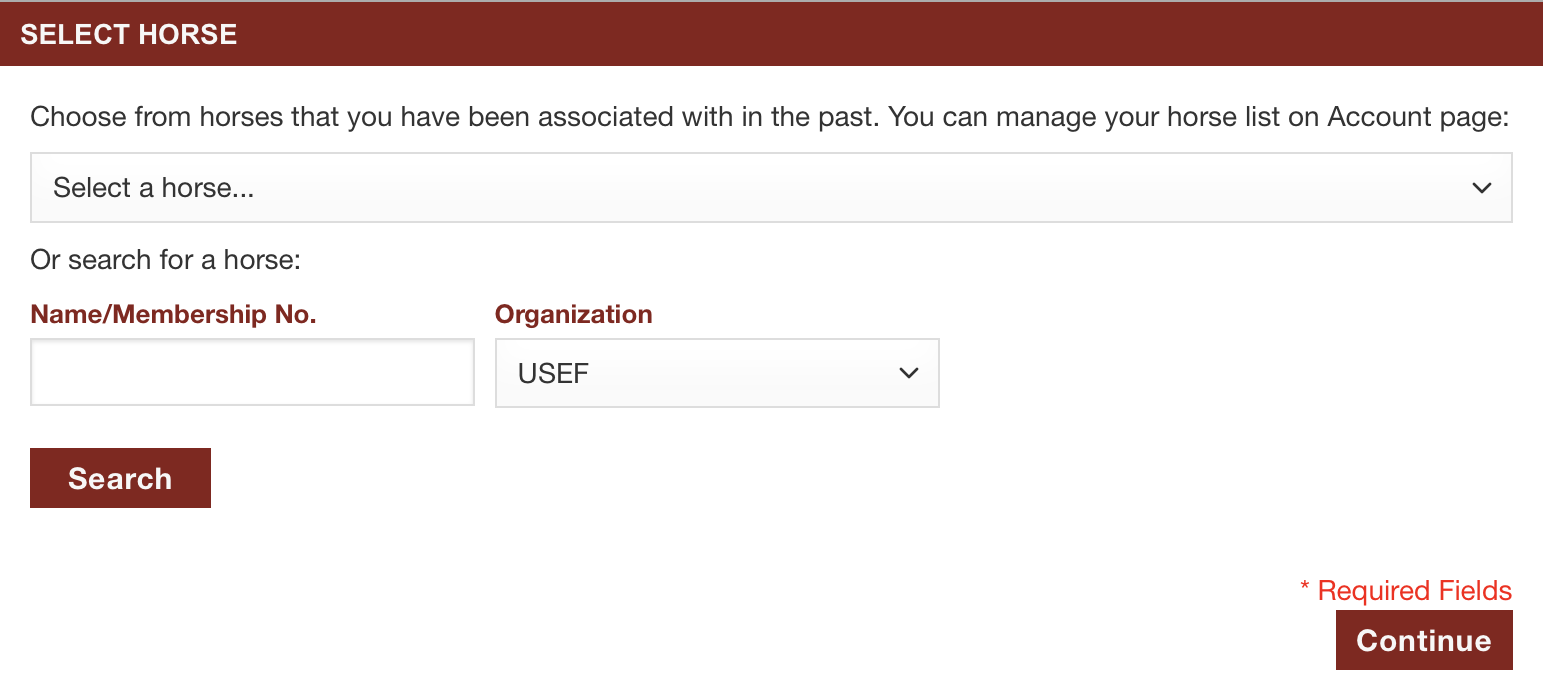 SELECT HORSE
Choose from horses that you have been associated with in the past. You can manage your horse list on Account page:
Select a horse...
Or search for a horse:
Name/Membership No. Organization
USEF
Search
* Required Fields
Continue